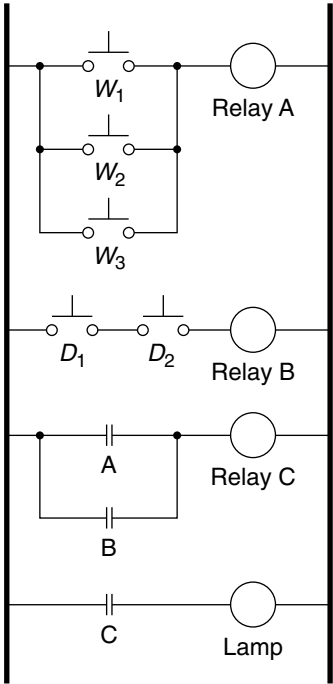 W1
Relay A
W2
W3
D1 D2
Relay B
A
Relay C
B
C
Lamp